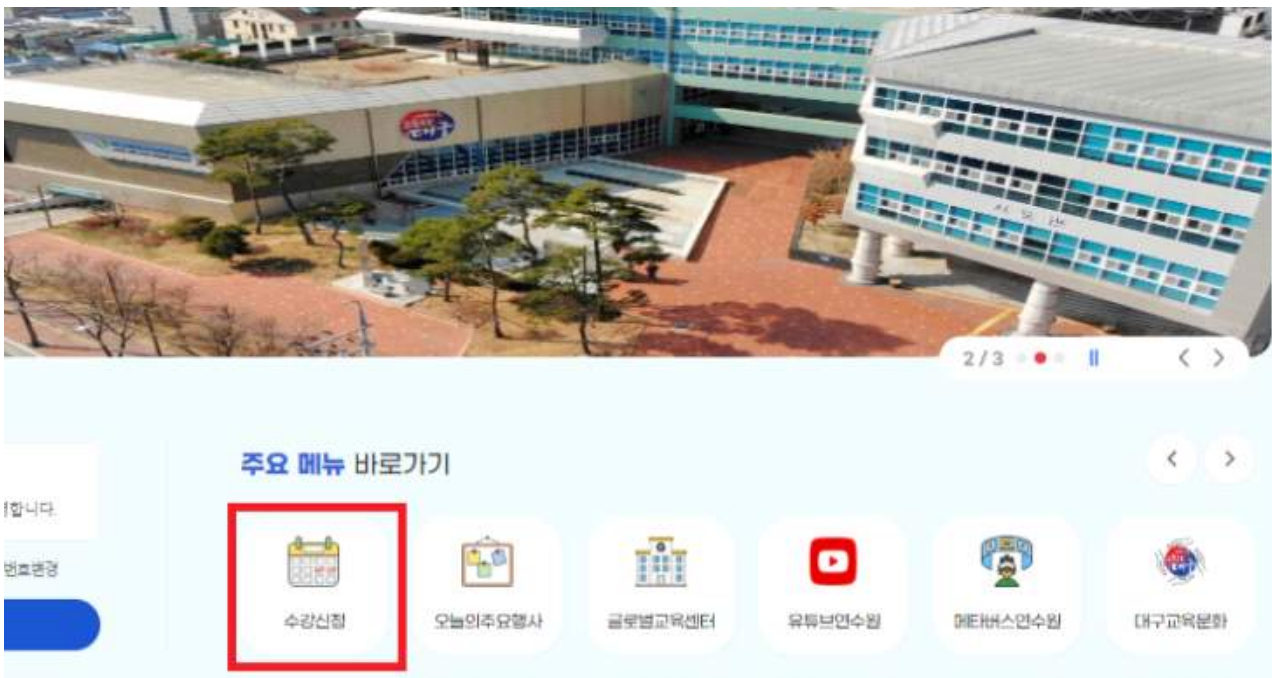 2/3
주요 메뉴 바로가기
합니다.
번호변경
수강신청
오늘의주요행사
글로벌교육센터
유튜브연수원
메타버스연수원
대구교육문화